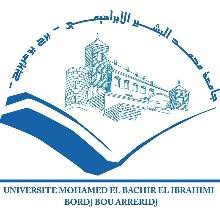 جامعة محمد البشير الإبراهيمي - برج بوعريريج -
UNIVERSITE MOHAMED EL BACHIR EL IBRAHIMI
BORDJ BOU ARRERIDJ